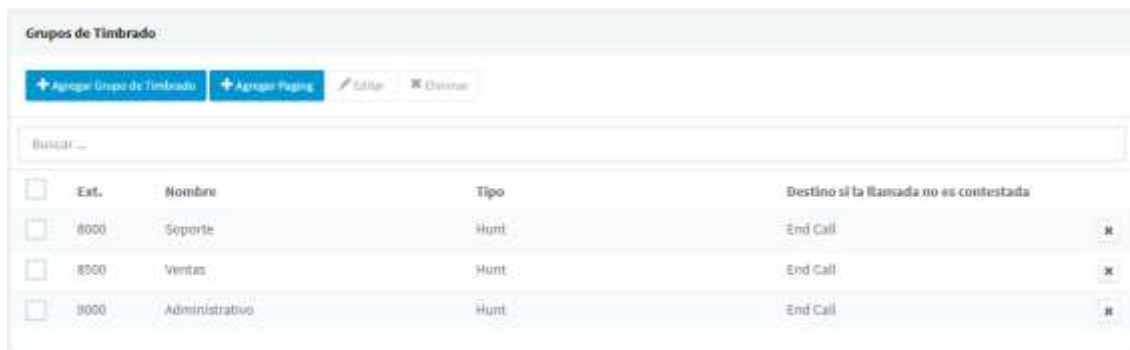 Grupos de Timbrado
Agregar Grupo de Timbrado Agregar Paging Editar Eliminar
Buscar ...
Ext. Nombre Tipo Destino si la llamada no es contestada
8000 Soporte Hunt End Call
8500 Ventas Hunt End Call
9000 Administrativo Hunt End Call